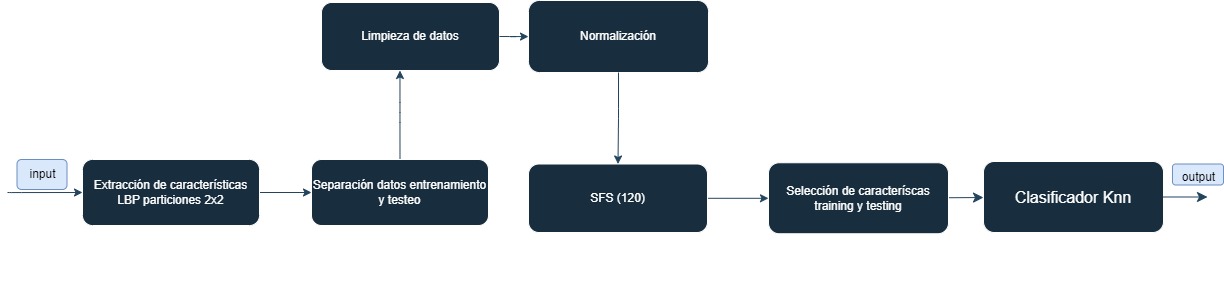 Limpieza de datos
Normalización
input
Extracción de características
LBP particiones 2x2
Separación datos entrenamiento
y testeo
SFS (120)
Selección de caracteríscas
training y testing
Clasificador Knn
output